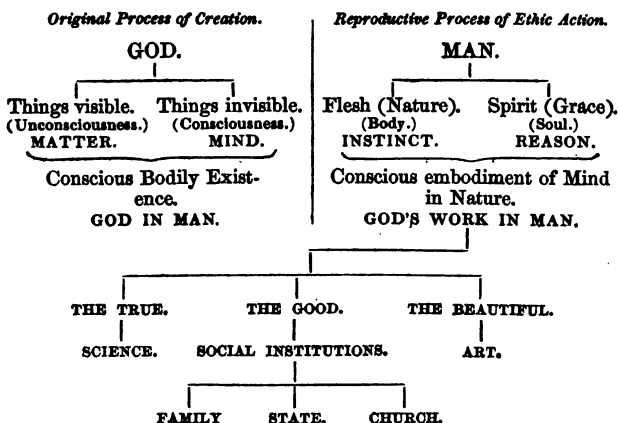 Original Process of Creation.
GOD.
Things visible. Things invisible.
(Unconsciousness.) (Consciousness.)
MATTER. MIND.
Conscious Bodily Exist-
ence.
GOD IN MAN.
Reproductive Process of Ethic Action.
MAN.
Flesh (Nature). Spirit (Grace).
(Body.) (Soul.)
INSTINCT. REASON.
Conscious embodiment of Mind
in Nature.
GOD'S WORK IN MAN.
THE TRUE. THE GOOD. THE BEAUTIFUL.
SCIENCE. SOCIAL INSTITUTIONS. ART.
FAMILY STATE. CHURCH.